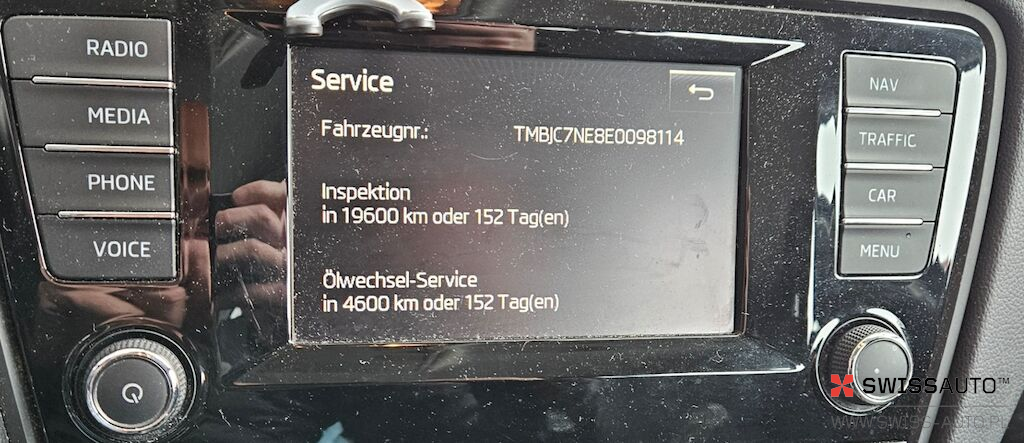 RADIO
MEDIA
PHONE
VOICE
Service
Fahrzeugnr.: TMBJC7NE8E0098114
Inspektion
in 19600 km oder 152 Tag(en)
Ölwechsel-Service
in 4600 km oder 152 Tag(en)
NAV
TRAFFIC
CAR
MENU
SWISSAUTO™